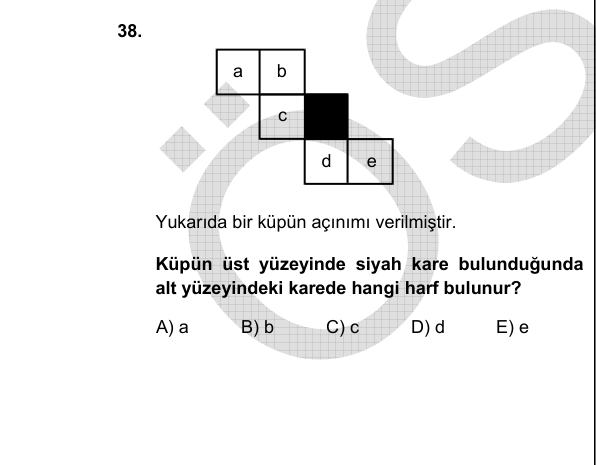 38.
a b
c
d e
Yukarıda bir küpün açınımı verilmiştir.
Küpün üst yüzeyinde siyah kare bulunduğunda
alt yüzeyindeki karede hangi harf bulunur?
A) a B) b C) c D) d E) e